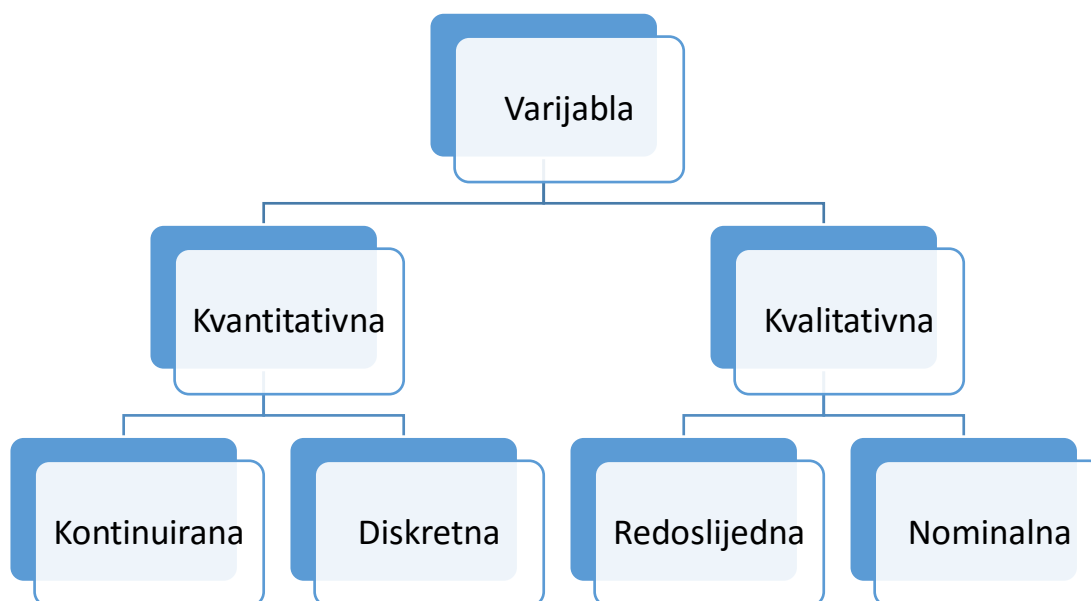 Varijabla
Kvantitativna
Kvalitativna
Kontinuirana
Diskretna
Redoslijedna
Nominalna